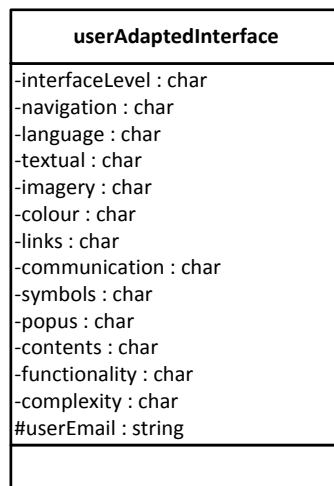 userAdaptedInterface
-interfaceLevel : char
-navigation : char
-language : char
-textual : char
-imagery : char
-colour : char
-links : char
-communication : char
-symbols : char
-popus : char
-contents : char
-functionality : char
-complexity : char
#userEmail : string